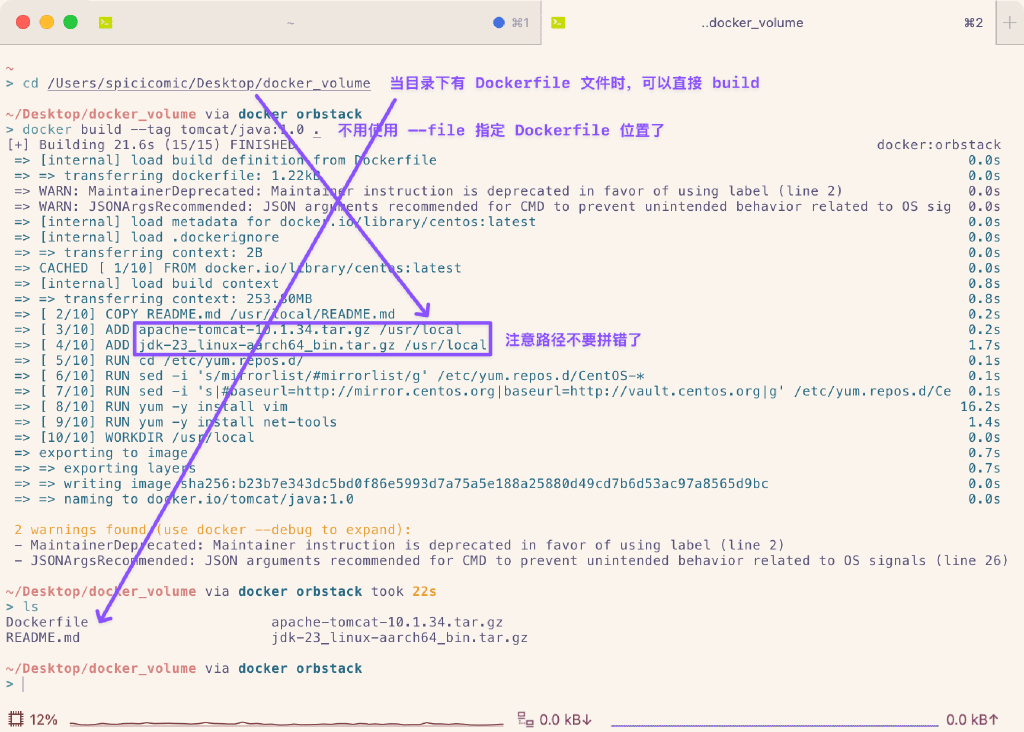 ~ ⌘1 ..docker_volume ⌘2
~
> cd /Users/spicicomic/Desktop/docker_volume 当目录下有 Dockerfile 文件时，可以直接 build
~/Desktop/docker_volume via docker orbstack
> docker build --tag tomcat/java:1.0 . 不用使用 --file 指定 Dockerfile 位置了
[+] Building 21.6s (15/15) FINISHED docker:orbstack
=> [internal] load build definition from Dockerfile 0.0s
=> => transferring dockerfile: 1.22kB 0.0s
=> WARN: MaintainerDeprecated: Maintainer instruction is deprecated in favor of using label (line 2) 0.0s
=> WARN: JSONArgsRecommended: JSON arguments recommended for CMD to prevent unintended behavior related to OS sig 0.0s
=> [internal] load metadata for docker.io/library/centos:latest 0.0s
=> [internal] load .dockerignore 0.0s
=> => transferring context: 2B 0.0s
=> CACHED [ 1/10] FROM docker.io/library/centos:latest 0.0s
=> [internal] load build context 0.8s
=> => transferring context: 253.80MB 0.8s
=> [ 2/10] COPY README.md /usr/local/README.md 0.2s
=> [ 3/10] ADD apache-tomcat-10.1.34.tar.gz /usr/local 0.2s
注意路径不要拼错了
=> [ 4/10] ADD jdk-23_linux-aarch64_bin.tar.gz /usr/local 1.7s
=> [ 5/10] RUN cd /etc/yum.repos.d/ 0.1s
=> [ 6/10] RUN sed -i 's/mirrorlist/#mirrorlist/g' /etc/yum.repos.d/CentOS-* 0.1s
=> [ 7/10] RUN sed -i 's|#baseurl=http://mirror.centos.org|baseurl=http://vault.centos.org|g' /etc/yum.repos.d/Ce 0.1s
=> [ 8/10] RUN yum -y install vim 16.2s
=> [ 9/10] RUN yum -y install net-tools 1.4s
=> [10/10] WORKDIR /usr/local 0.0s
=> exporting to image 0.7s
=> => exporting layers 0.7s
=> => writing image sha256:b23b7e343dc5bd0f86e5993d7a75a5e188a25880d49cd7b6d53ac97a8565d9bc 0.0s
=> => naming to docker.io/tomcat/java:1.0 0.0s
2 warnings found (use docker --debug to expand):
- MaintainerDeprecated: Maintainer instruction is deprecated in favor of using label (line 2)
- JSONArgsRecommended: JSON arguments recommended for CMD to prevent unintended behavior related to OS signals (line 26)
~/Desktop/docker_volume via docker orbstack took 22s
> ls
Dockerfile apache-tomcat-10.1.34.tar.gz
README.md jdk-23_linux-aarch64_bin.tar.gz
~/Desktop/docker_volume via docker orbstack
>
12% 0.0 kB↓ 0.0 kB↑